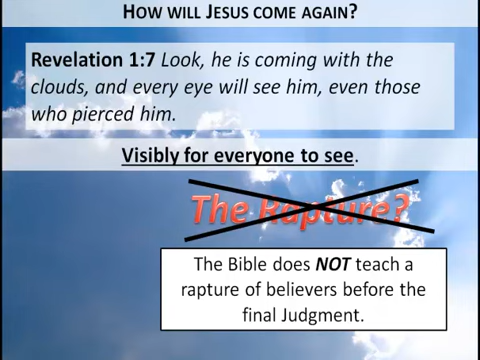 HOW WILL JESUS COME AGAIN?
Revelation 1:7 Look, he is coming with the
clouds, and every eye will see him, even those
who pierced him.
Visibly for everyone to see.
The Rapture?
The Bible does NOT teach a
rapture of believers before the
final Judgment.